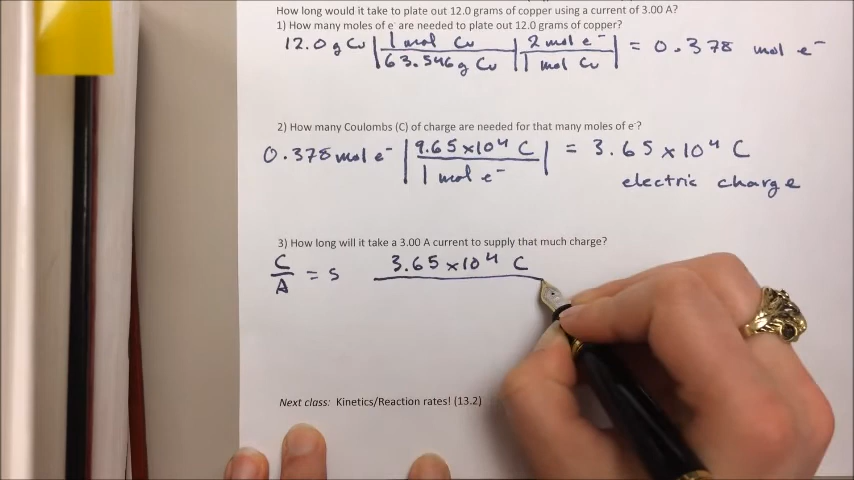 How long would it take to plate out 12.0 grams of copper using a current of 3.00 A?
1) How many moles of e⁻ are needed to plate out 12.0 grams of copper?
12.0 g Cu | 1 mol Cu / 63.546 g Cu | 2 mol e⁻ / 1 mol Cu | = 0.378 mol e⁻
2) How many Coulombs (C) of charge are needed for that many moles of e⁻?
0.378 mol e⁻ | 9.65 x 10⁴ C / 1 mol e⁻ | = 3.65 x 10⁴ C
electric charge
3) How long will it take a 3.00 A current to supply that much charge?
C / A = s 3.65 x 10⁴ C
Next class: Kinetics/Reaction rates! (13.2)